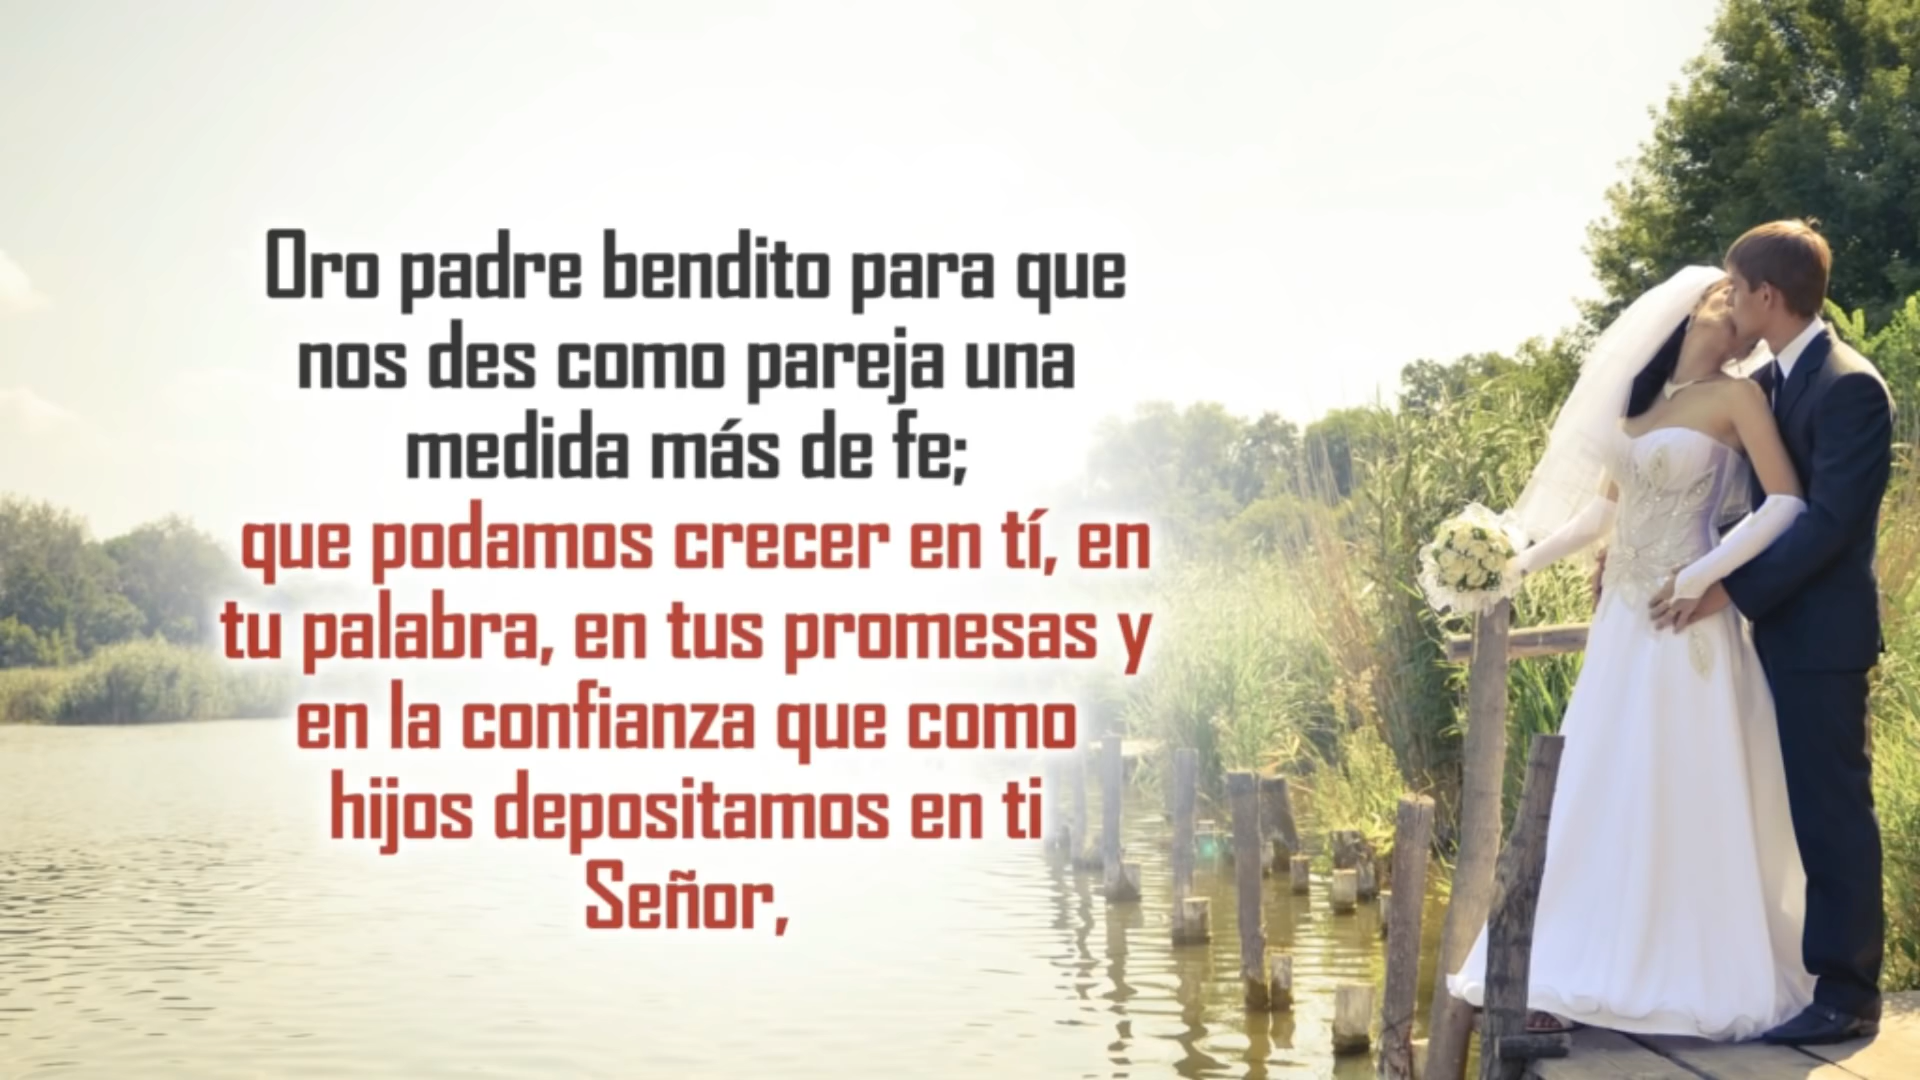 Oro padre bendito para que
nos des como pareja una
medida más de fe;
que podamos crecer en tí, en
tu palabra, en tus promesas y
en la confianza que como
hijos depositamos en ti
Señor,